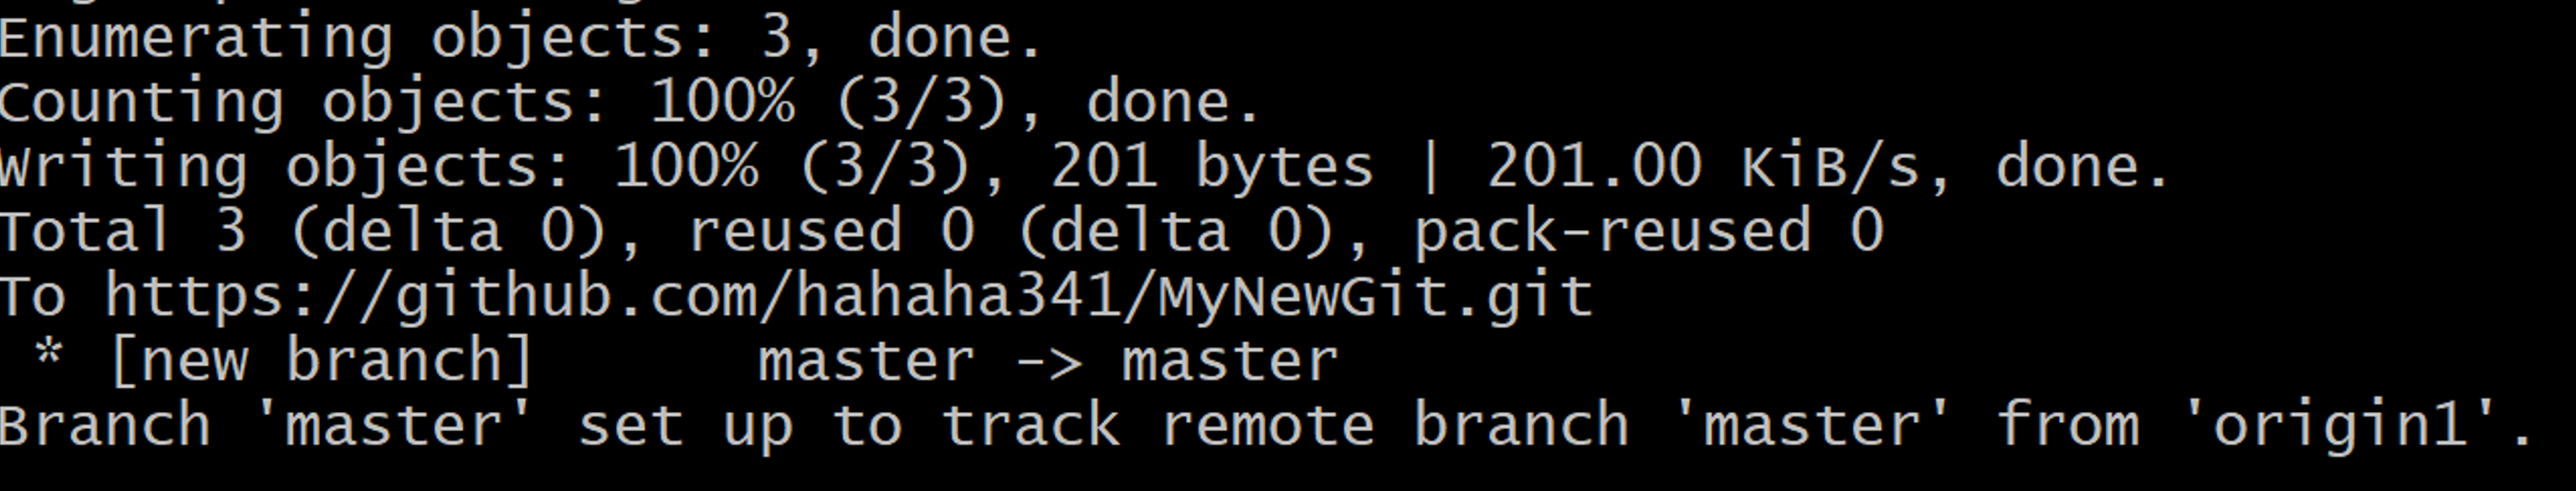 Enumerating objects: 3, done.
Counting objects: 100% (3/3), done.
Writing objects: 100% (3/3), 201 bytes | 201.00 KiB/s, done.
Total 3 (delta 0), reused 0 (delta 0), pack-reused 0
To https://github.com/hahaha341/MyNewGit.git
 * [new branch]      master -> master
Branch 'master' set up to track remote branch 'master' from 'origin1'.